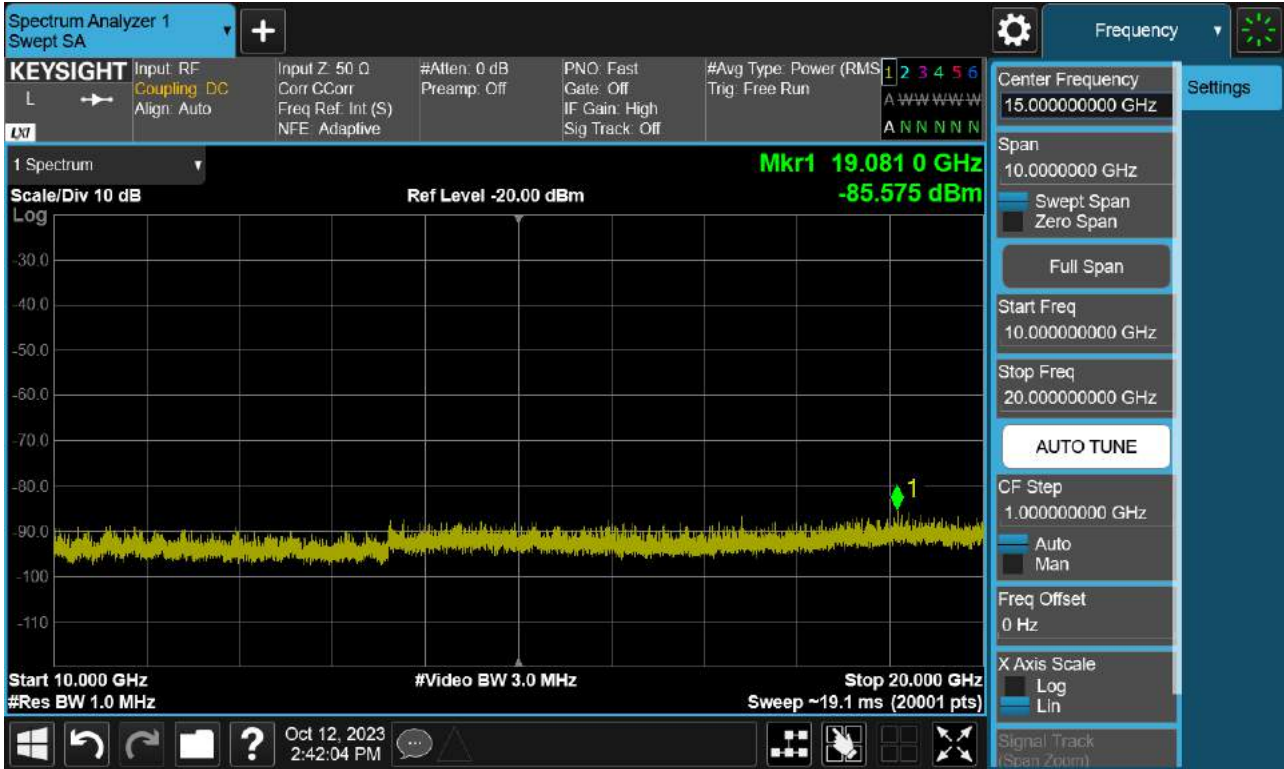 Spectrum Analyzer 1
Swept SA
Frequency
KEYSIGHT
L
LXI
Input: RF
Coupling: DC
Align: Auto
Input Z: 50 Ω
Corr CCorr
Freq Ref: Int (S)
NFE: Adaptive
#Atten: 0 dB
Preamp: Off
PNO: Fast
Gate: Off
IF Gain: High
Sig Track: Off
#Avg Type: Power (RMS
Trig: Free Run
1 2 3 4 5 6
A W W W W W
A N N N N N
1 Spectrum
Scale/Div 10 dB
Ref Level -20.00 dBm
Mkr1 19.081 0 GHz
-85.575 dBm
Log
-30.0
-40.0
-50.0
-60.0
-70.0
-80.0
-90.0
-100
-110
1
Start 10.000 GHz
#Video BW 3.0 MHz
Stop 20.000 GHz
#Res BW 1.0 MHz
Sweep ~19.1 ms (20001 pts)
Center Frequency
15.000000000 GHz
Settings
Span
10.0000000 GHz
Swept Span
Zero Span
Full Span
Start Freq
10.000000000 GHz
Stop Freq
20.000000000 GHz
AUTO TUNE
CF Step
1.000000000 GHz
Auto
Man
Freq Offset
0 Hz
X Axis Scale
Log
Lin
Signal Track
(Span Zoom)
?
Oct 12, 2023
2:42:04 PM